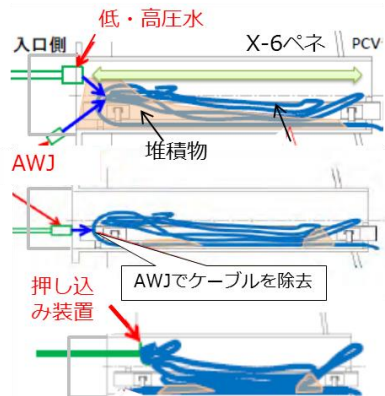 低・高圧水
入口側
X-6ペネ
PCV
堆積物
AWJ
AWJでケーブルを除去
押し込
み装置